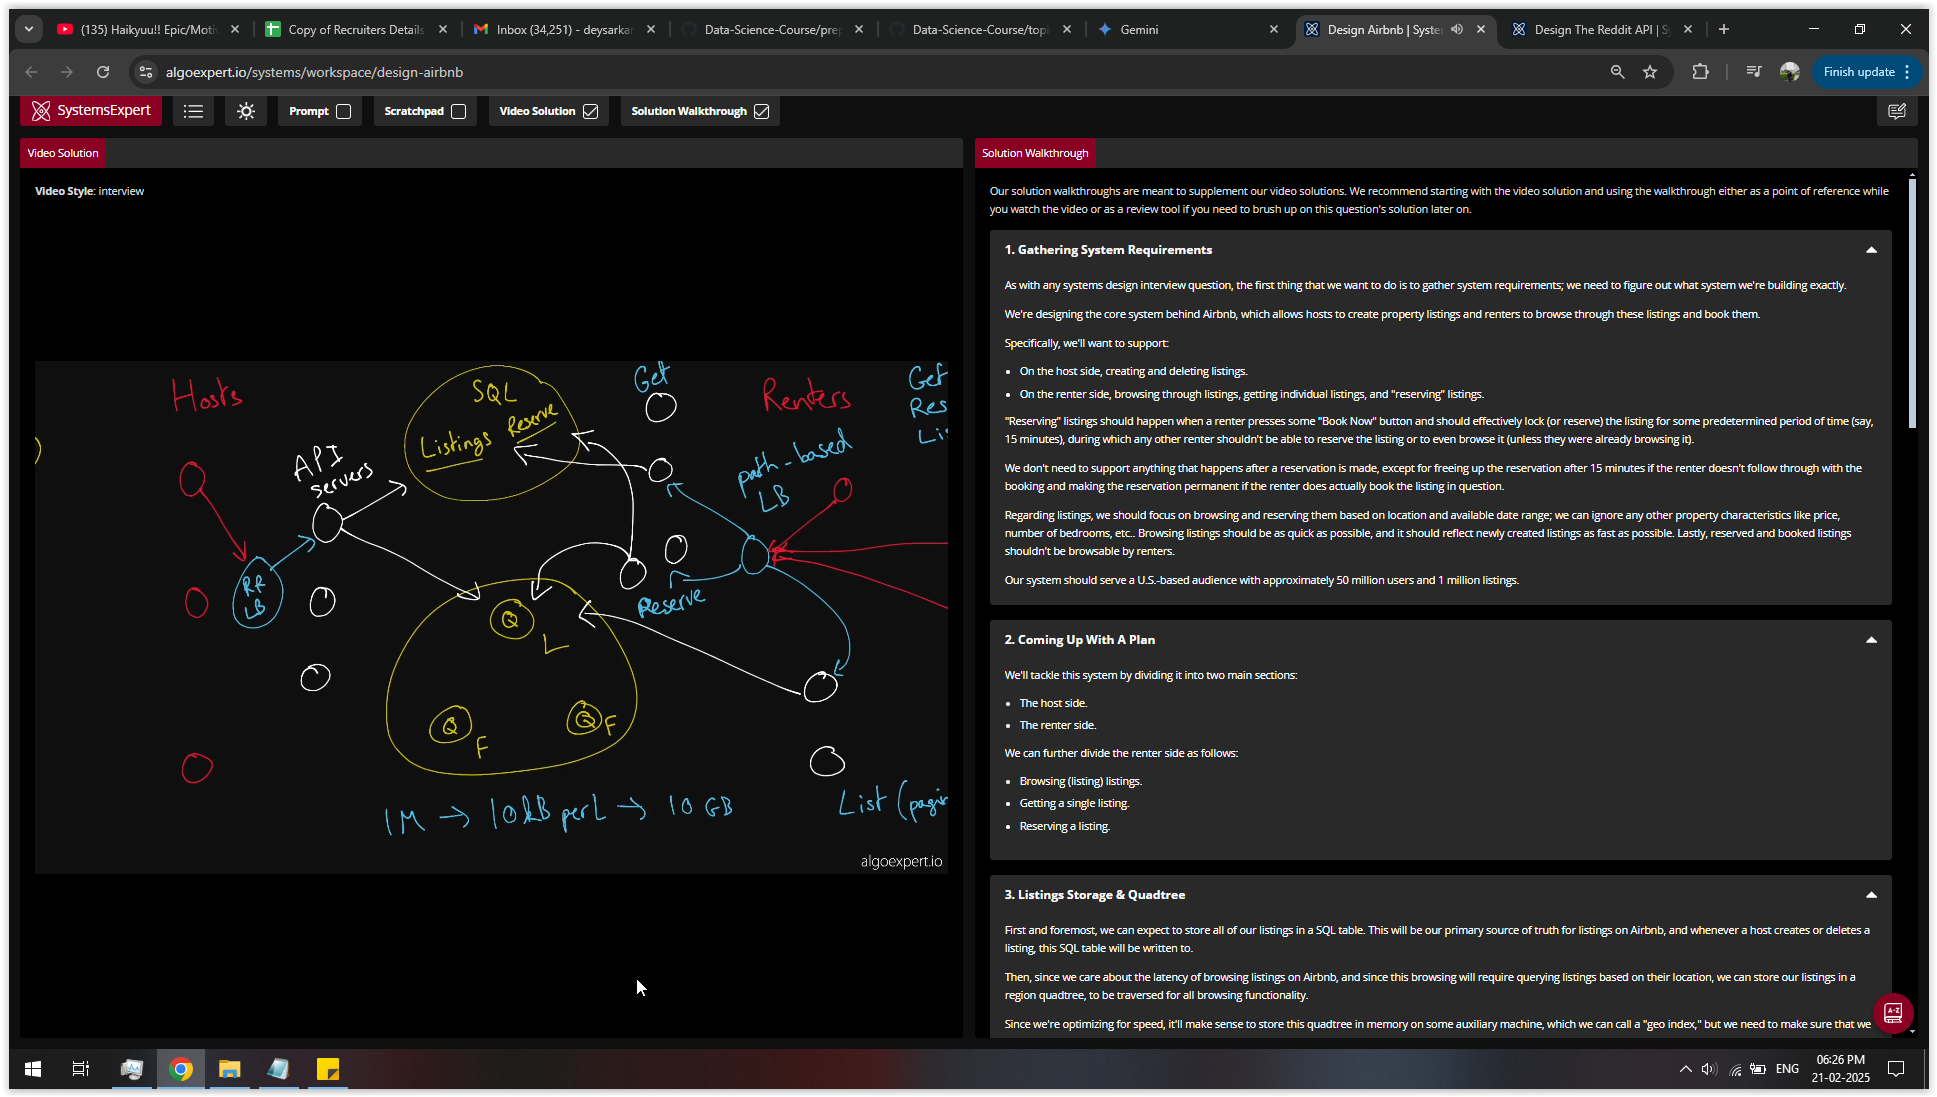 (135) Haikyuu!! Epic/Moti
Copy of Recruiters Details
Inbox (34,251) - deysarkar
Data-Science-Course/prep
Data-Science-Course/topi
Gemini
Design Airbnb | Syste
Design The Reddit API | S
algoexpert.io/systems/workspace/design-airbnb
Finish update
SystemsExpert
Prompt
Scratchpad
Video Solution
Solution Walkthrough
Video Solution
Video Style: interview
Hosts
SQL
Listings Reserve
Get
Renters
Get
Res
Lis
API
servers
path-based
LB
RR
LB
Reserve
Q
L
Q
F
Q
F
1M → 10kB per L → 10 GB
List (pagin
algoexpert.io
Solution Walkthrough
Our solution walkthroughs are meant to supplement our video solutions. We recommend starting with the video solution and using the walkthrough either as a point of reference while
you watch the video or as a review tool if you need to brush up on this question's solution later on.
1. Gathering System Requirements
As with any systems design interview question, the first thing that we want to do is to gather system requirements; we need to figure out what system we're building exactly.
We're designing the core system behind Airbnb, which allows hosts to create property listings and renters to browse through these listings and book them.
Specifically, we'll want to support:
• On the host side, creating and deleting listings.
• On the renter side, browsing through listings, getting individual listings, and "reserving" listings.
"Reserving" listings should happen when a renter presses some "Book Now" button and should effectively lock (or reserve) the listing for some predetermined period of time (say,
15 minutes), during which any other renter shouldn't be able to reserve the listing or to even browse it (unless they were already browsing it).
We don't need to support anything that happens after a reservation is made, except for freeing up the reservation after 15 minutes if the renter doesn't follow through with the
booking and making the reservation permanent if the renter does actually book the listing in question.
Regarding listings, we should focus on browsing and reserving them based on location and available date range; we can ignore any other property characteristics like price,
number of bedrooms, etc.. Browsing listings should be as quick as possible, and it should reflect newly created listings as fast as possible. Lastly, reserved and booked listings
shouldn't be browsable by renters.
Our system should serve a U.S.-based audience with approximately 50 million users and 1 million listings.
2. Coming Up With A Plan
We'll tackle this system by dividing it into two main sections:
• The host side.
• The renter side.
We can further divide the renter side as follows:
• Browsing (listing) listings.
• Getting a single listing.
• Reserving a listing.
3. Listings Storage & Quadtree
First and foremost, we can expect to store all of our listings in a SQL table. This will be our primary source of truth for listings on Airbnb, and whenever a host creates or deletes a
listing, this SQL table will be written to.
Then, since we care about the latency of browsing listings on Airbnb, and since this browsing will require querying listings based on their location, we can store our listings in a
region quadtree, to be traversed for all browsing functionality.
Since we're optimizing for speed, it'll make sense to store this quadtree in memory on some auxiliary machine, which we can call a "geo index," but we need to make sure that we
A-Z
ENG
06:26 PM
21-02-2025